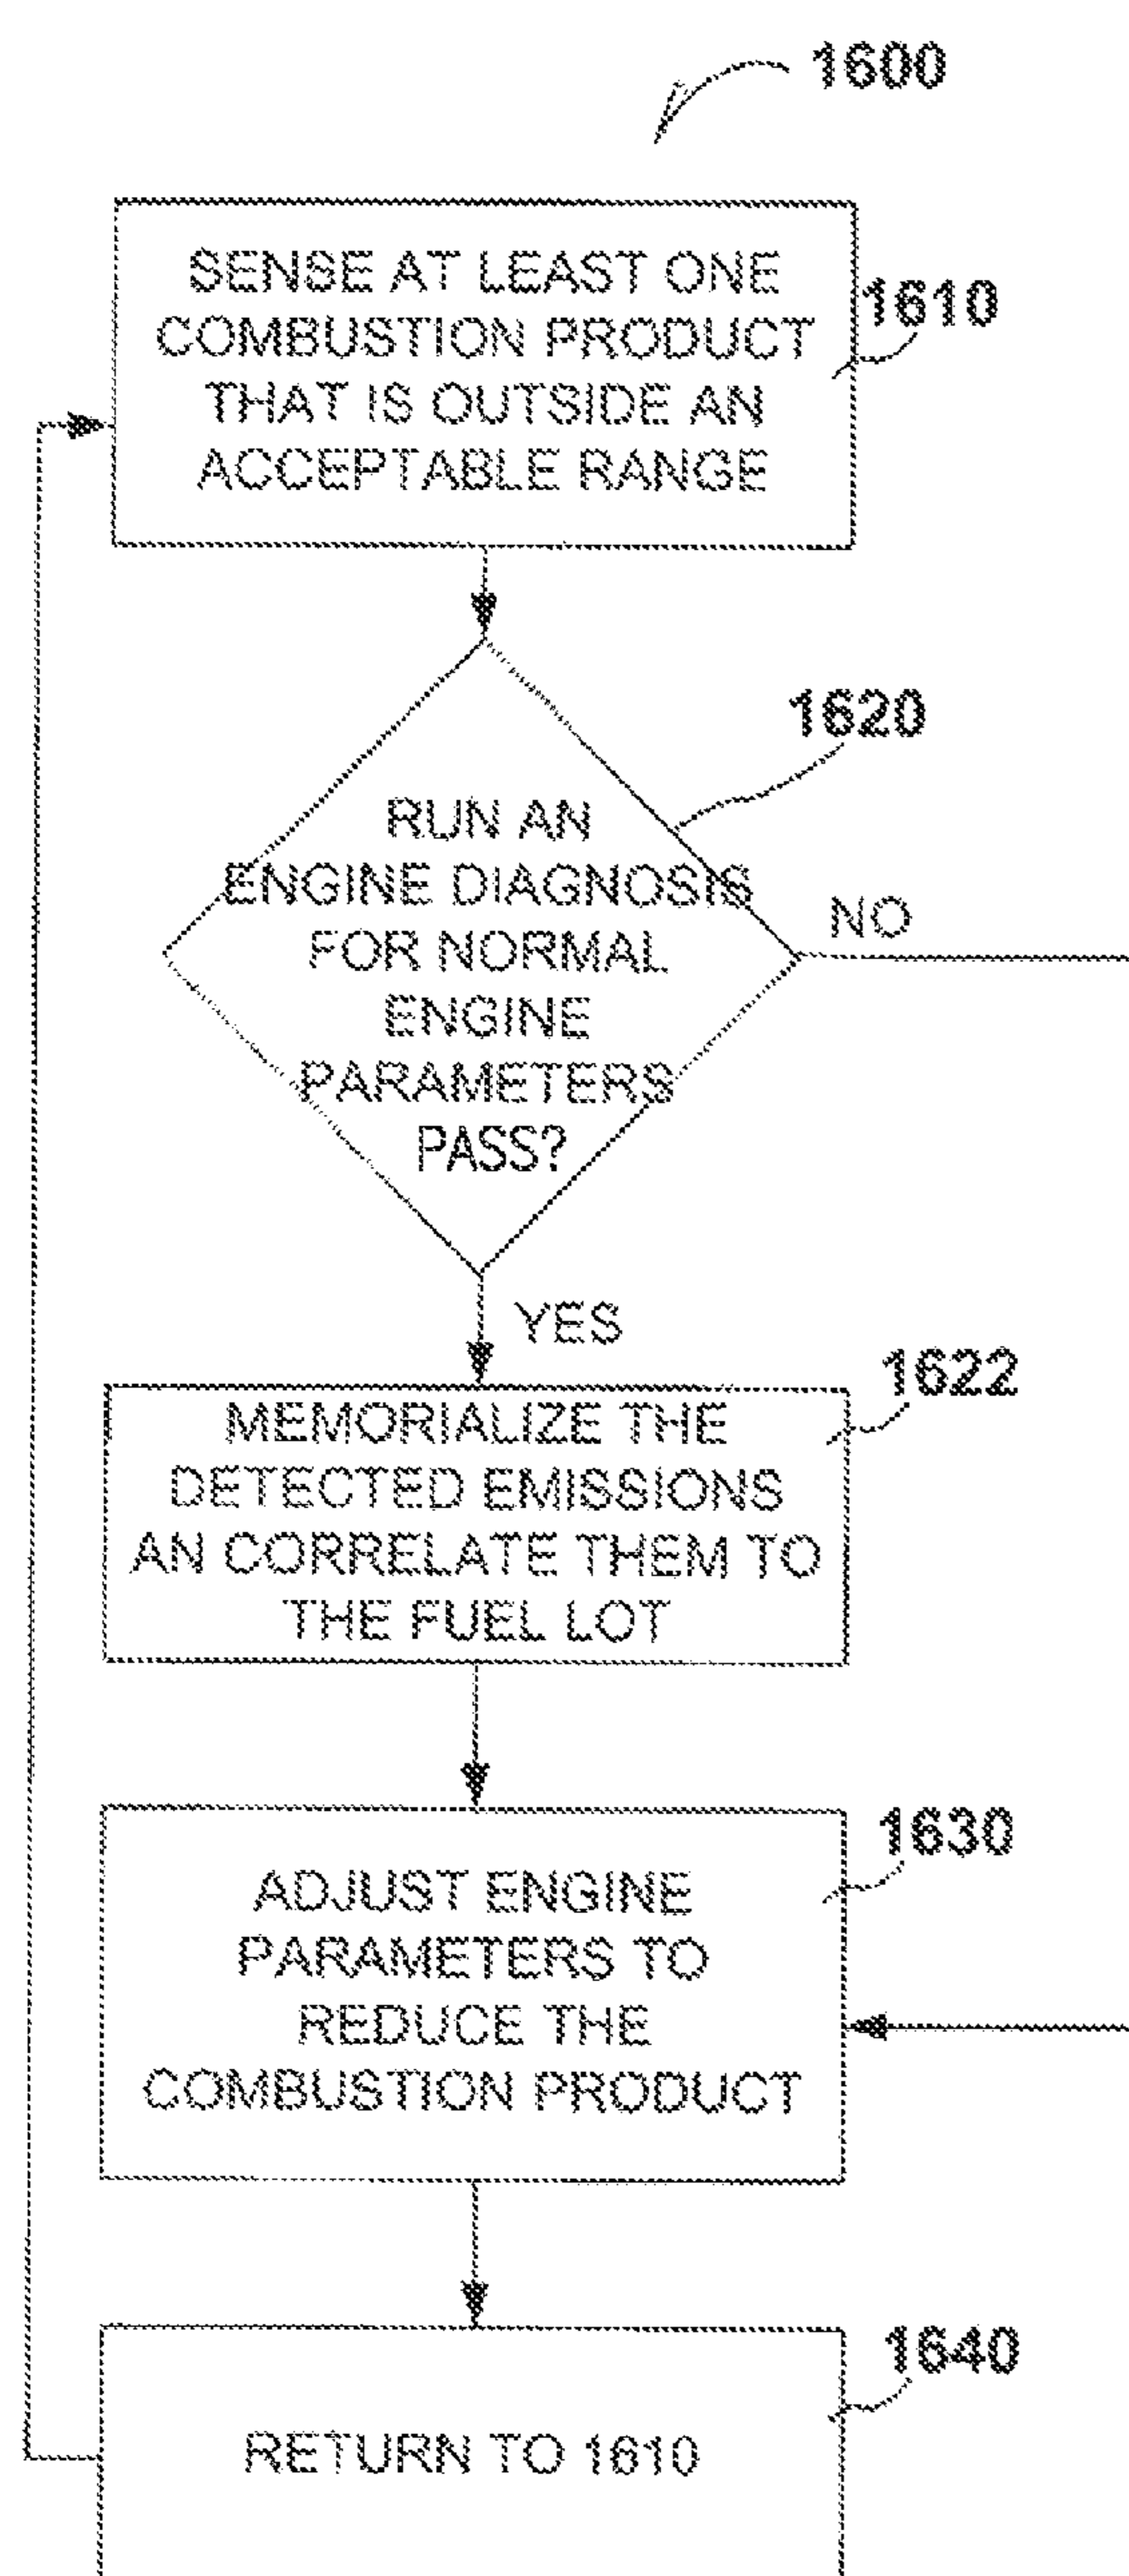 1600
SENSE AT LEAST ONE
COMBUSTION PRODUCT
THAT IS OUTSIDE AN
ACCEPTABLE RANGE
1610
1620
RUN AN
ENGINE DIAGNOSIS
FOR NORMAL
ENGINE
PARAMETERS
PASS?
NO
YES
1622
MEMORIALIZE THE
DETECTED EMISSIONS
AN CORRELATE THEM TO
THE FUEL LOT
1630
ADJUST ENGINE
PARAMETERS TO
REDUCE THE
COMBUSTION PRODUCT
1640
RETURN TO 1610